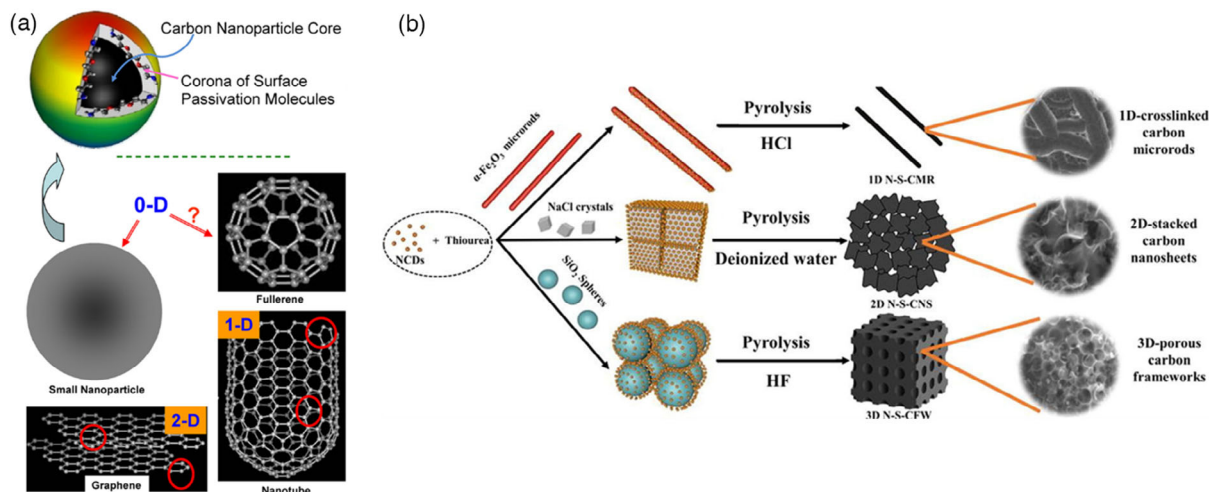 (a)
Carbon Nanoparticle Core
Corona of Surface
Passivation Molecules
0-D
?
Fullerene
Small Nanoparticle
1-D
2-D
Graphene
Nanotube
(b)
α-Fe₂O₃ microrods
NaCl crystals
SiO₂ Spheres
NCDs
+ Thiourea
Pyrolysis
HCl
1D N-S-CMR
1D-crosslinked
carbon
microrods
Pyrolysis
Deionized water
2D N-S-CNS
2D-stacked
carbon
nanosheets
Pyrolysis
HF
3D N-S-CFW
3D-porous
carbon
frameworks